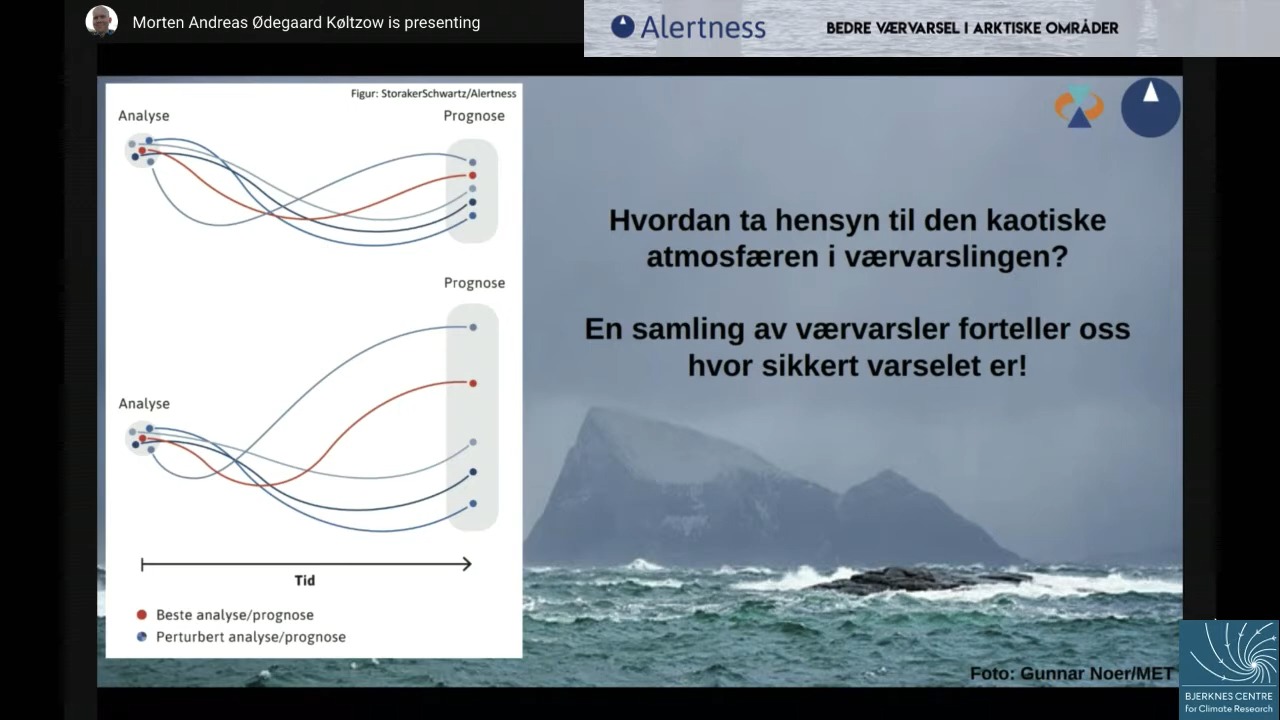 Morten Andreas Ødegaard Køltzow is presenting
Alertness
BEDRE VÆRVARSEL I ARKTISKE OMRÅDER
Figur: StorakerSchwartz/Alertness
Analyse
Prognose
Prognose
Analyse
Tid
Beste analyse/prognose
Perturbert analyse/prognose
Hvordan ta hensyn til den kaotiske
atmosfæren i værvarslingen?
En samling av værvarsler forteller oss
hvor sikkert varselet er!
Foto: Gunnar Noer/MET
BJERKNES CENTRE
for Climate Research